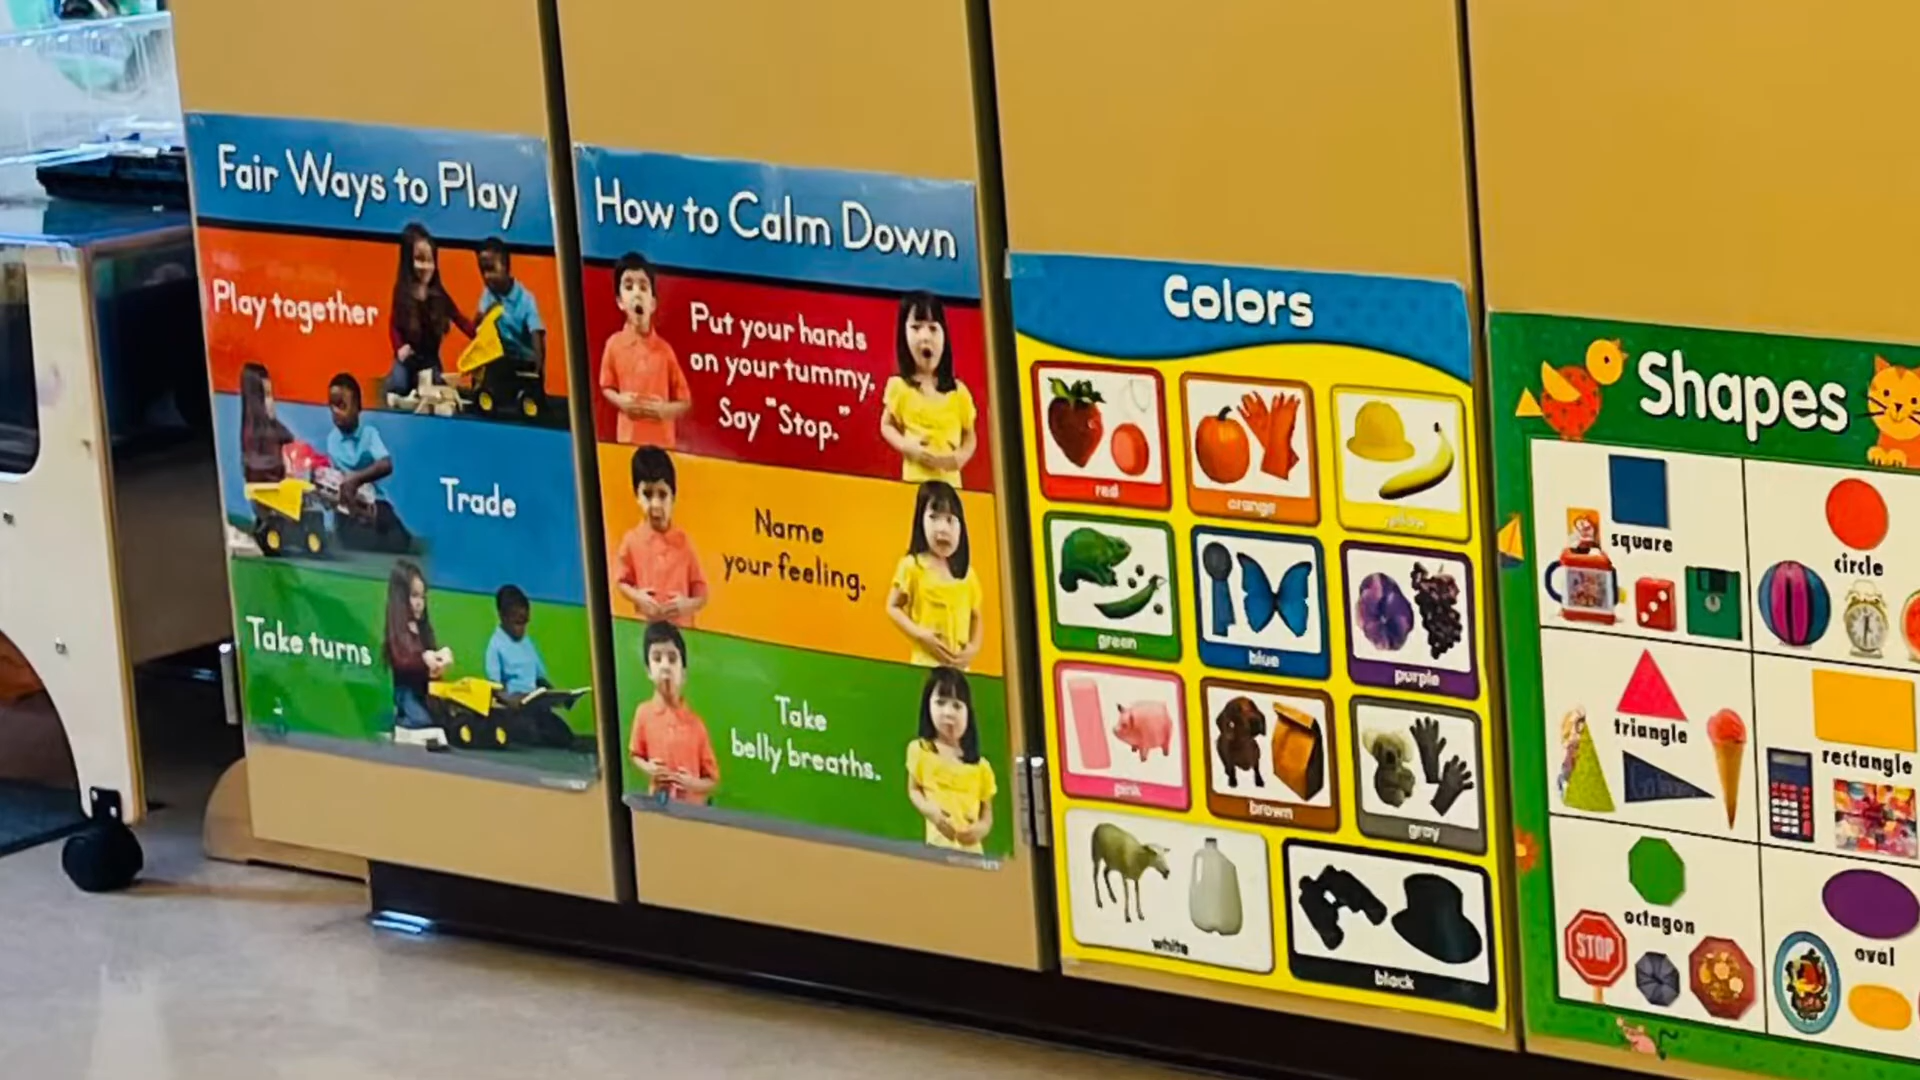 Fair Ways to Play
Play together
Trade
Take turns
How to Calm Down
Put your hands
on your tummy.
Say "Stop."
Name
your feeling.
Take
belly breaths.
Colors
red
orange
yellow
green
blue
purple
pink
brown
gray
white
black
Shapes
square
circle
triangle
rectangle
octagon
STOP
oval